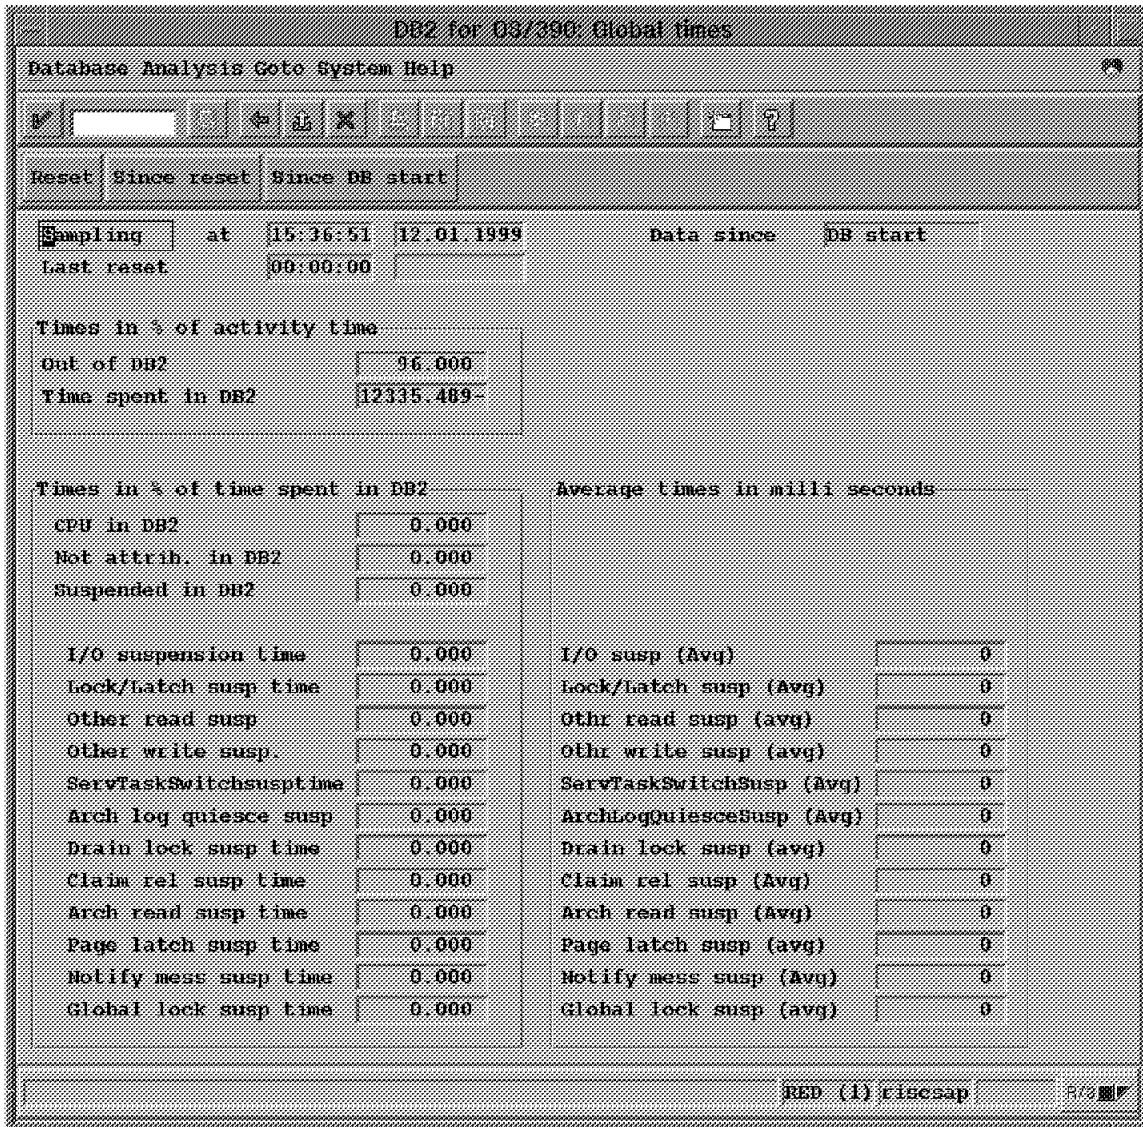 DB2 for OS/390: Global times
Database Analysis Goto System Help
Reset Since reset Since DB start
Sampling at 15:36:51 12.01.1999 Data since DB start
Last reset 00:00:00
Times in % of activity time
Out of DB2 96.000
Time spent in DB2 12335.489-
Times in % of time spent in DB2 Average times in milli seconds
CPU in DB2 0.000
Not attrib. in DB2 0.000
Suspended in DB2 0.000
I/O suspension time 0.000 I/O susp (Avg) 0
Lock/Latch susp time 0.000 Lock/Latch susp (Avg) 0
Other read susp 0.000 Othr read susp (avg) 0
Other write susp. 0.000 Othr write susp (avg) 0
ServTaskSwitchsusptime 0.000 ServTaskSwitchSusp (Avg) 0
Arch log quiesce susp 0.000 ArchLogQuiesceSusp (Avg) 0
Drain lock susp time 0.000 Drain lock susp (avg) 0
Claim rel susp time 0.000 Claim rel susp (Avg) 0
Arch read susp time 0.000 Arch read susp (Avg) 0
Page latch susp time 0.000 Page latch susp (avg) 0
Notify mess susp time 0.000 Notify mess susp (Avg) 0
Global lock susp time 0.000 Global lock susp (avg) 0
RED (1) riscsap R/3